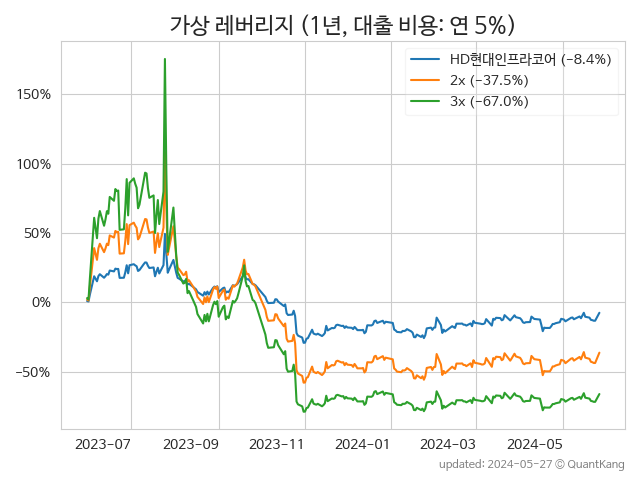 가상 레버리지 (1년, 대출 비용: 연 5%)
HD현대인프라코어 (−8.4%)
2x (−37.5%)
3x (−67.0%)
150%
100%
50%
0%
−50%
2023-07 2023-09 2023-11 2024-01 2024-03 2024-05
updated: 2024-05-27 © QuantKang